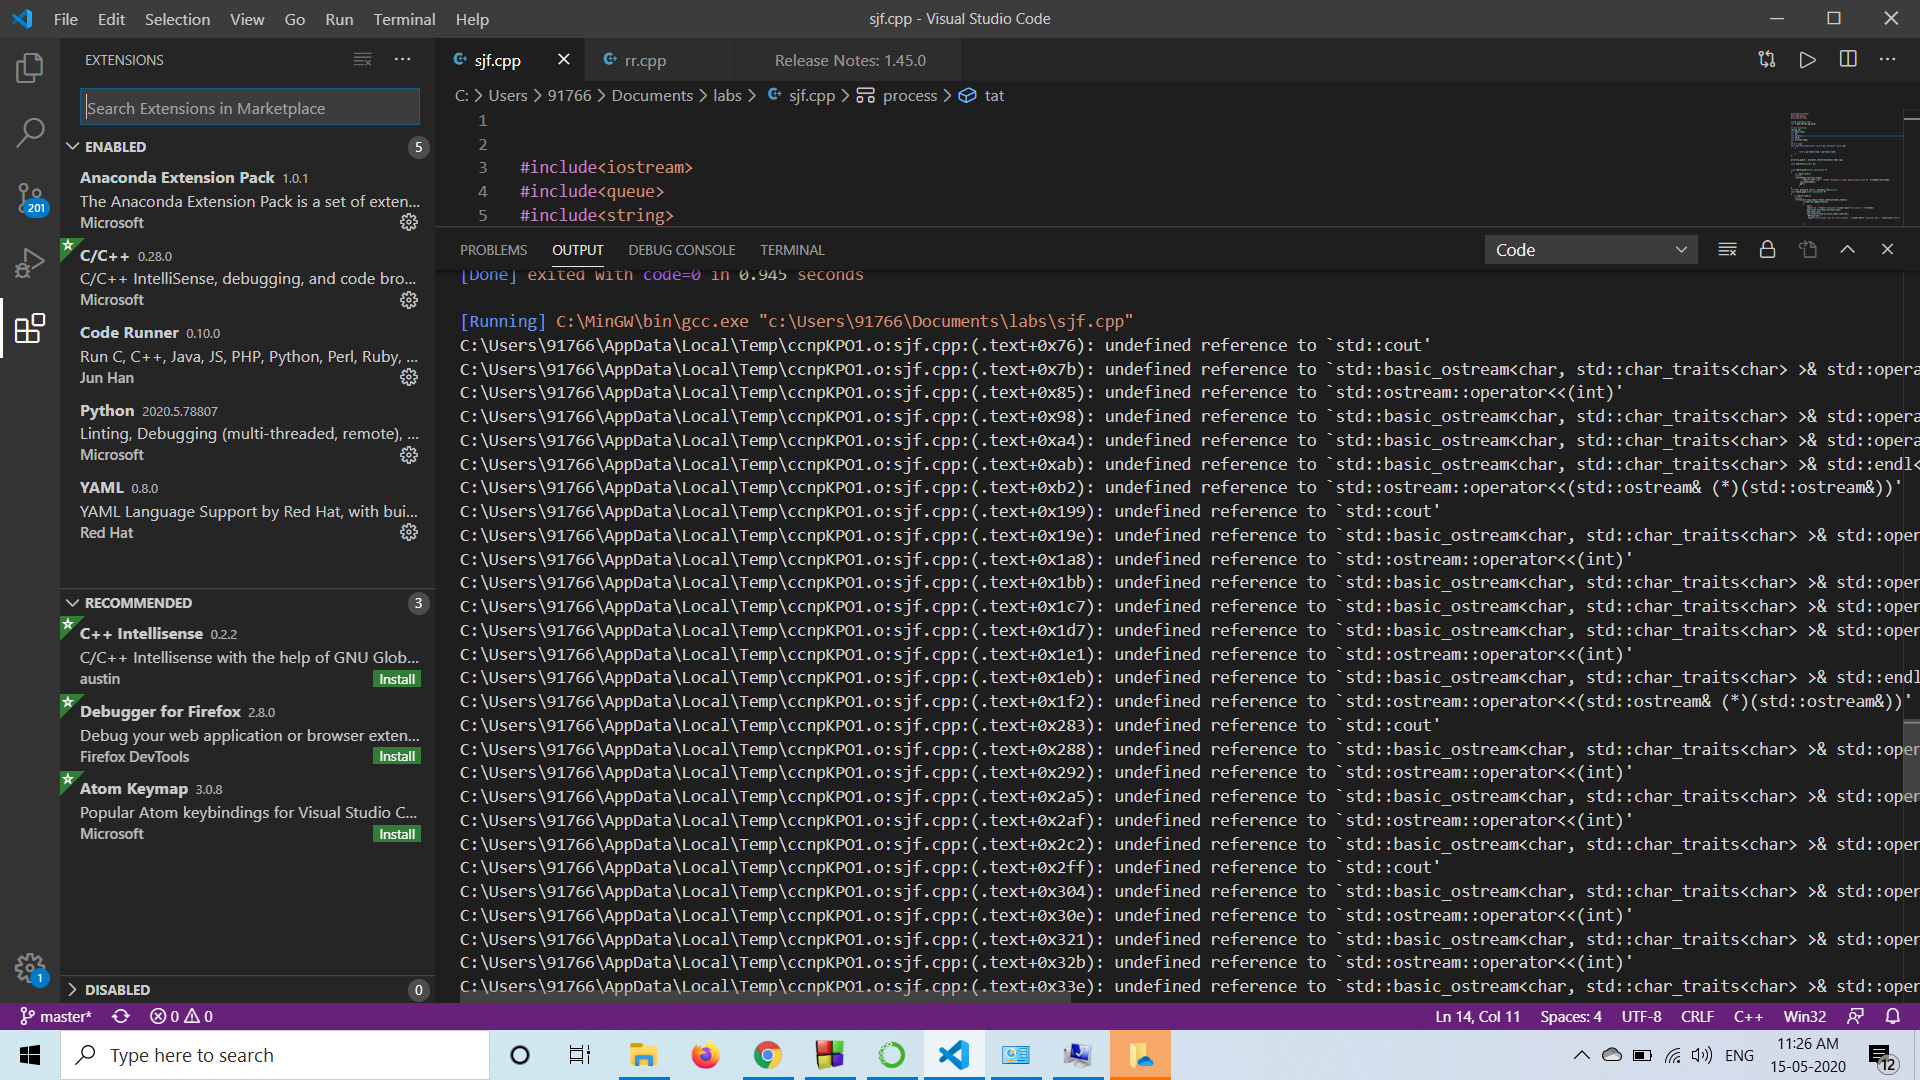 File Edit Selection View Go Run Terminal Help
sjf.cpp - Visual Studio Code
EXTENSIONS
Search Extensions in Marketplace
ENABLED 5
Anaconda Extension Pack 1.0.1
The Anaconda Extension Pack is a set of exten...
Microsoft
C/C++ 0.28.0
C/C++ IntelliSense, debugging, and code bro...
Microsoft
Code Runner 0.10.0
Run C, C++, Java, JS, PHP, Python, Perl, Ruby, ...
Jun Han
Python 2020.5.78807
Linting, Debugging (multi-threaded, remote), ...
Microsoft
YAML 0.8.0
YAML Language Support by Red Hat, with bui...
Red Hat
RECOMMENDED 3
C++ Intellisense 0.2.2
C/C++ Intellisense with the help of GNU Glob...
austin Install
Debugger for Firefox 2.8.0
Debug your web application or browser exten...
Firefox DevTools Install
Atom Keymap 3.0.8
Popular Atom keybindings for Visual Studio C...
Microsoft Install
DISABLED 0
201
1
sjf.cpp rr.cpp Release Notes: 1.45.0
C: > Users > 91766 > Documents > labs > sjf.cpp > process > tat
1
2
3 #include<iostream>
4 #include<queue>
5 #include<string>
PROBLEMS OUTPUT DEBUG CONSOLE TERMINAL Code
[Done] exited with code=0 in 0.945 seconds
[Running] C:\MinGW\bin\gcc.exe "c:\Users\91766\Documents\labs\sjf.cpp"
C:\Users\91766\AppData\Local\Temp\ccnpKPO1.o:sjf.cpp:(.text+0x76): undefined reference to `std::cout'
C:\Users\91766\AppData\Local\Temp\ccnpKPO1.o:sjf.cpp:(.text+0x7b): undefined reference to `std::basic_ostream<char, std::char_traits<char> >& std::opera
C:\Users\91766\AppData\Local\Temp\ccnpKPO1.o:sjf.cpp:(.text+0x85): undefined reference to `std::ostream::operator<<(int)'
C:\Users\91766\AppData\Local\Temp\ccnpKPO1.o:sjf.cpp:(.text+0x98): undefined reference to `std::basic_ostream<char, std::char_traits<char> >& std::opera
C:\Users\91766\AppData\Local\Temp\ccnpKPO1.o:sjf.cpp:(.text+0xa4): undefined reference to `std::basic_ostream<char, std::char_traits<char> >& std::opera
C:\Users\91766\AppData\Local\Temp\ccnpKPO1.o:sjf.cpp:(.text+0xab): undefined reference to `std::basic_ostream<char, std::char_traits<char> >& std::endl<
C:\Users\91766\AppData\Local\Temp\ccnpKPO1.o:sjf.cpp:(.text+0xb2): undefined reference to `std::ostream::operator<<(std::ostream& (*)(std::ostream&))'
C:\Users\91766\AppData\Local\Temp\ccnpKPO1.o:sjf.cpp:(.text+0x199): undefined reference to `std::cout'
C:\Users\91766\AppData\Local\Temp\ccnpKPO1.o:sjf.cpp:(.text+0x19e): undefined reference to `std::basic_ostream<char, std::char_traits<char> >& std::oper
C:\Users\91766\AppData\Local\Temp\ccnpKPO1.o:sjf.cpp:(.text+0x1a8): undefined reference to `std::ostream::operator<<(int)'
C:\Users\91766\AppData\Local\Temp\ccnpKPO1.o:sjf.cpp:(.text+0x1bb): undefined reference to `std::basic_ostream<char, std::char_traits<char> >& std::oper
C:\Users\91766\AppData\Local\Temp\ccnpKPO1.o:sjf.cpp:(.text+0x1c7): undefined reference to `std::basic_ostream<char, std::char_traits<char> >& std::oper
C:\Users\91766\AppData\Local\Temp\ccnpKPO1.o:sjf.cpp:(.text+0x1d7): undefined reference to `std::basic_ostream<char, std::char_traits<char> >& std::oper
C:\Users\91766\AppData\Local\Temp\ccnpKPO1.o:sjf.cpp:(.text+0x1e1): undefined reference to `std::ostream::operator<<(int)'
C:\Users\91766\AppData\Local\Temp\ccnpKPO1.o:sjf.cpp:(.text+0x1eb): undefined reference to `std::basic_ostream<char, std::char_traits<char> >& std::endl
C:\Users\91766\AppData\Local\Temp\ccnpKPO1.o:sjf.cpp:(.text+0x1f2): undefined reference to `std::ostream::operator<<(std::ostream& (*)(std::ostream&))'
C:\Users\91766\AppData\Local\Temp\ccnpKPO1.o:sjf.cpp:(.text+0x283): undefined reference to `std::cout'
C:\Users\91766\AppData\Local\Temp\ccnpKPO1.o:sjf.cpp:(.text+0x288): undefined reference to `std::basic_ostream<char, std::char_traits<char> >& std::oper
C:\Users\91766\AppData\Local\Temp\ccnpKPO1.o:sjf.cpp:(.text+0x292): undefined reference to `std::ostream::operator<<(int)'
C:\Users\91766\AppData\Local\Temp\ccnpKPO1.o:sjf.cpp:(.text+0x2a5): undefined reference to `std::basic_ostream<char, std::char_traits<char> >& std::oper
C:\Users\91766\AppData\Local\Temp\ccnpKPO1.o:sjf.cpp:(.text+0x2af): undefined reference to `std::ostream::operator<<(int)'
C:\Users\91766\AppData\Local\Temp\ccnpKPO1.o:sjf.cpp:(.text+0x2c2): undefined reference to `std::basic_ostream<char, std::char_traits<char> >& std::oper
C:\Users\91766\AppData\Local\Temp\ccnpKPO1.o:sjf.cpp:(.text+0x2ff): undefined reference to `std::cout'
C:\Users\91766\AppData\Local\Temp\ccnpKPO1.o:sjf.cpp:(.text+0x304): undefined reference to `std::basic_ostream<char, std::char_traits<char> >& std::oper
C:\Users\91766\AppData\Local\Temp\ccnpKPO1.o:sjf.cpp:(.text+0x30e): undefined reference to `std::ostream::operator<<(int)'
C:\Users\91766\AppData\Local\Temp\ccnpKPO1.o:sjf.cpp:(.text+0x321): undefined reference to `std::basic_ostream<char, std::char_traits<char> >& std::oper
C:\Users\91766\AppData\Local\Temp\ccnpKPO1.o:sjf.cpp:(.text+0x32b): undefined reference to `std::ostream::operator<<(int)'
C:\Users\91766\AppData\Local\Temp\ccnpKPO1.o:sjf.cpp:(.text+0x33e): undefined reference to `std::basic_ostream<char, std::char_traits<char> >& std::oper
master* 0 0 Ln 14, Col 11 Spaces: 4 UTF-8 CRLF C++ Win32
Type here to search
ENG
11:26 AM
15-05-2020
12